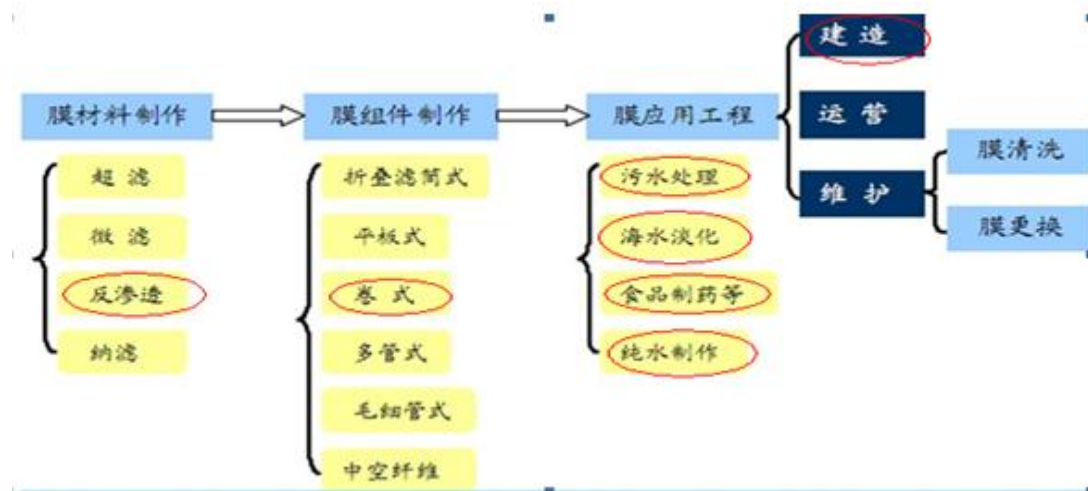 膜材料制作
超滤
微滤
反渗透
纳滤
膜组件制作
折叠滤筒式
平板式
卷式
多管式
毛细管式
中空纤维
膜应用工程
污水处理
海水淡化
食品制药等
纯水制作
建造
运营
维护
膜清洗
膜更换